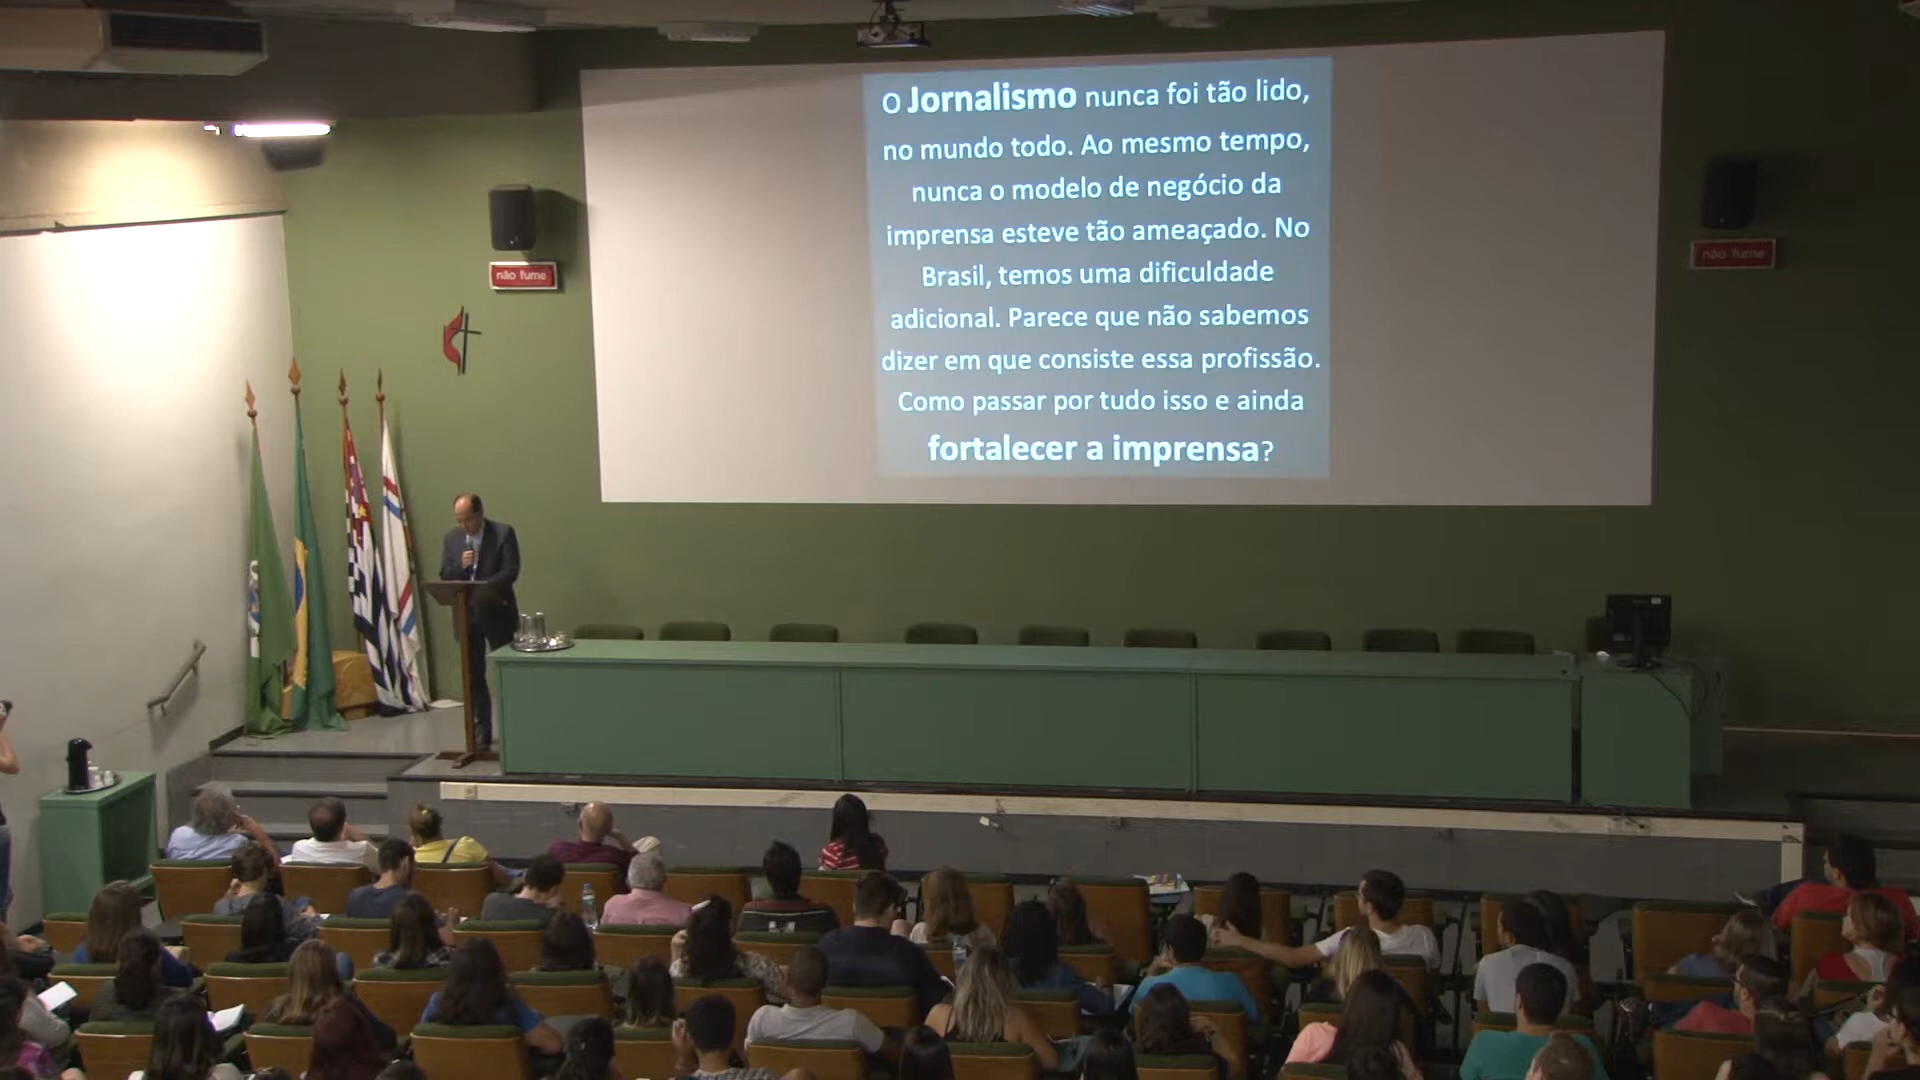 O Jornalismo nunca foi tão lido,
no mundo todo. Ao mesmo tempo,
nunca o modelo de negócio da
imprensa esteve tão ameaçado. No
Brasil, temos uma dificuldade
adicional. Parece que não sabemos
dizer em que consiste essa profissão.
Como passar por tudo isso e ainda
fortalecer a imprensa?
não fume
não fume